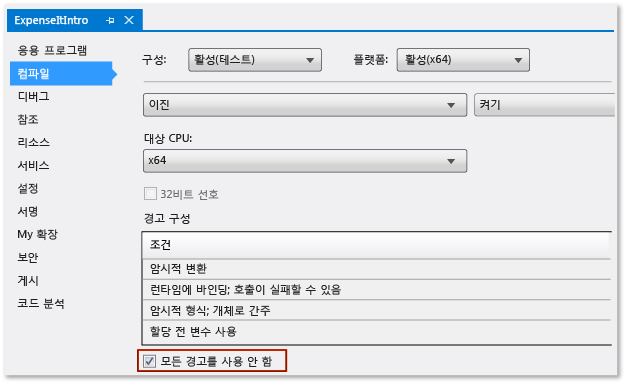 ExpenseItIntro
응용 프로그램
컴파일
디버그
참조
리소스
서비스
설정
서명
My 확장
보안
게시
코드 분석
구성: 활성(테스트) 플랫폼: 활성(x64)
이진 켜기
대상 CPU:
x64
32비트 선호
경고 구성
조건
암시적 변환
런타임에 바인딩; 호출이 실패할 수 있음
암시적 형식; 개체로 간주
할당 전 변수 사용
모든 경고를 사용 안 함